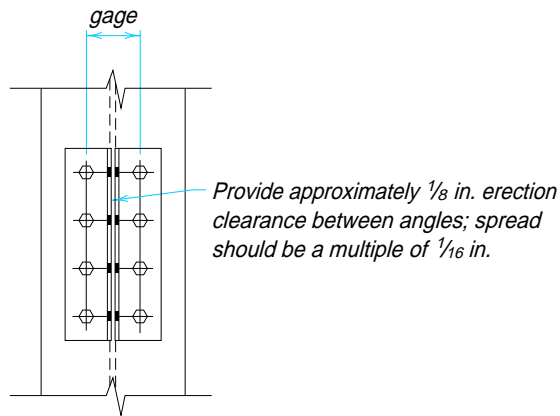 gage
Provide approximately 1/8 in. erection
clearance between angles; spread
should be a multiple of 1/16 in.